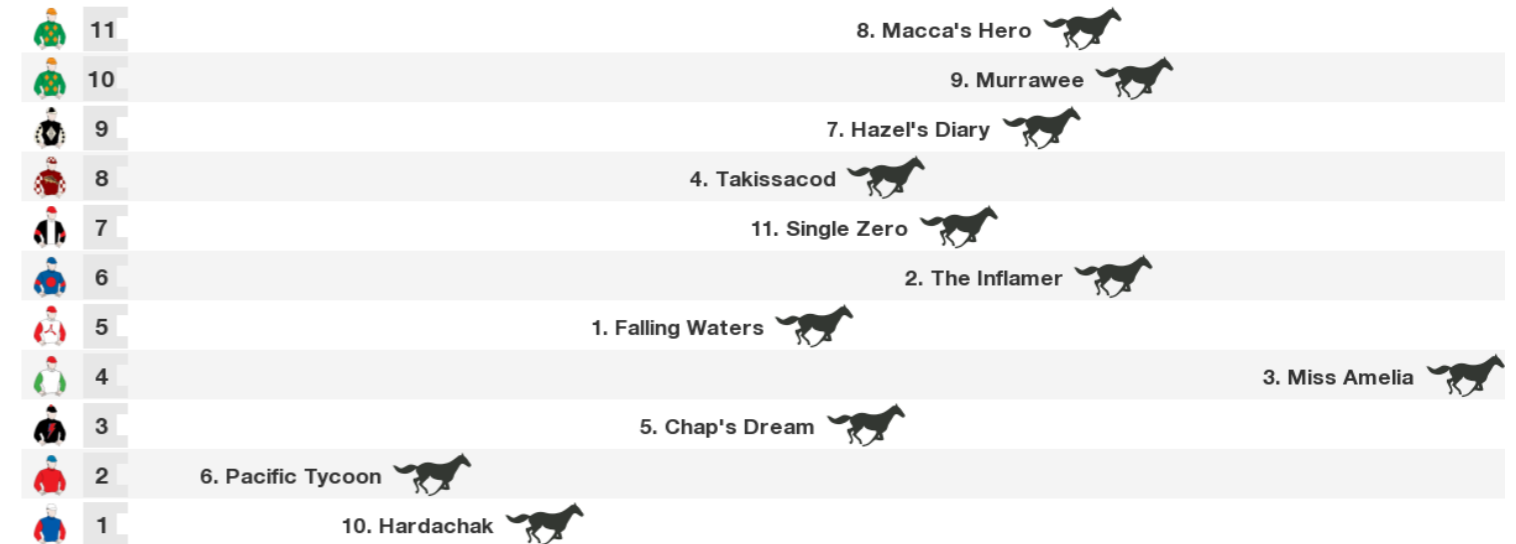 11 8. Macca's Hero
10 9. Murrawee
9 7. Hazel's Diary
8 4. Takissacod
7 11. Single Zero
6 2. The Inflamer
5 1. Falling Waters
4 3. Miss Amelia
3 5. Chap's Dream
2 6. Pacific Tycoon
1 10. Hardachak